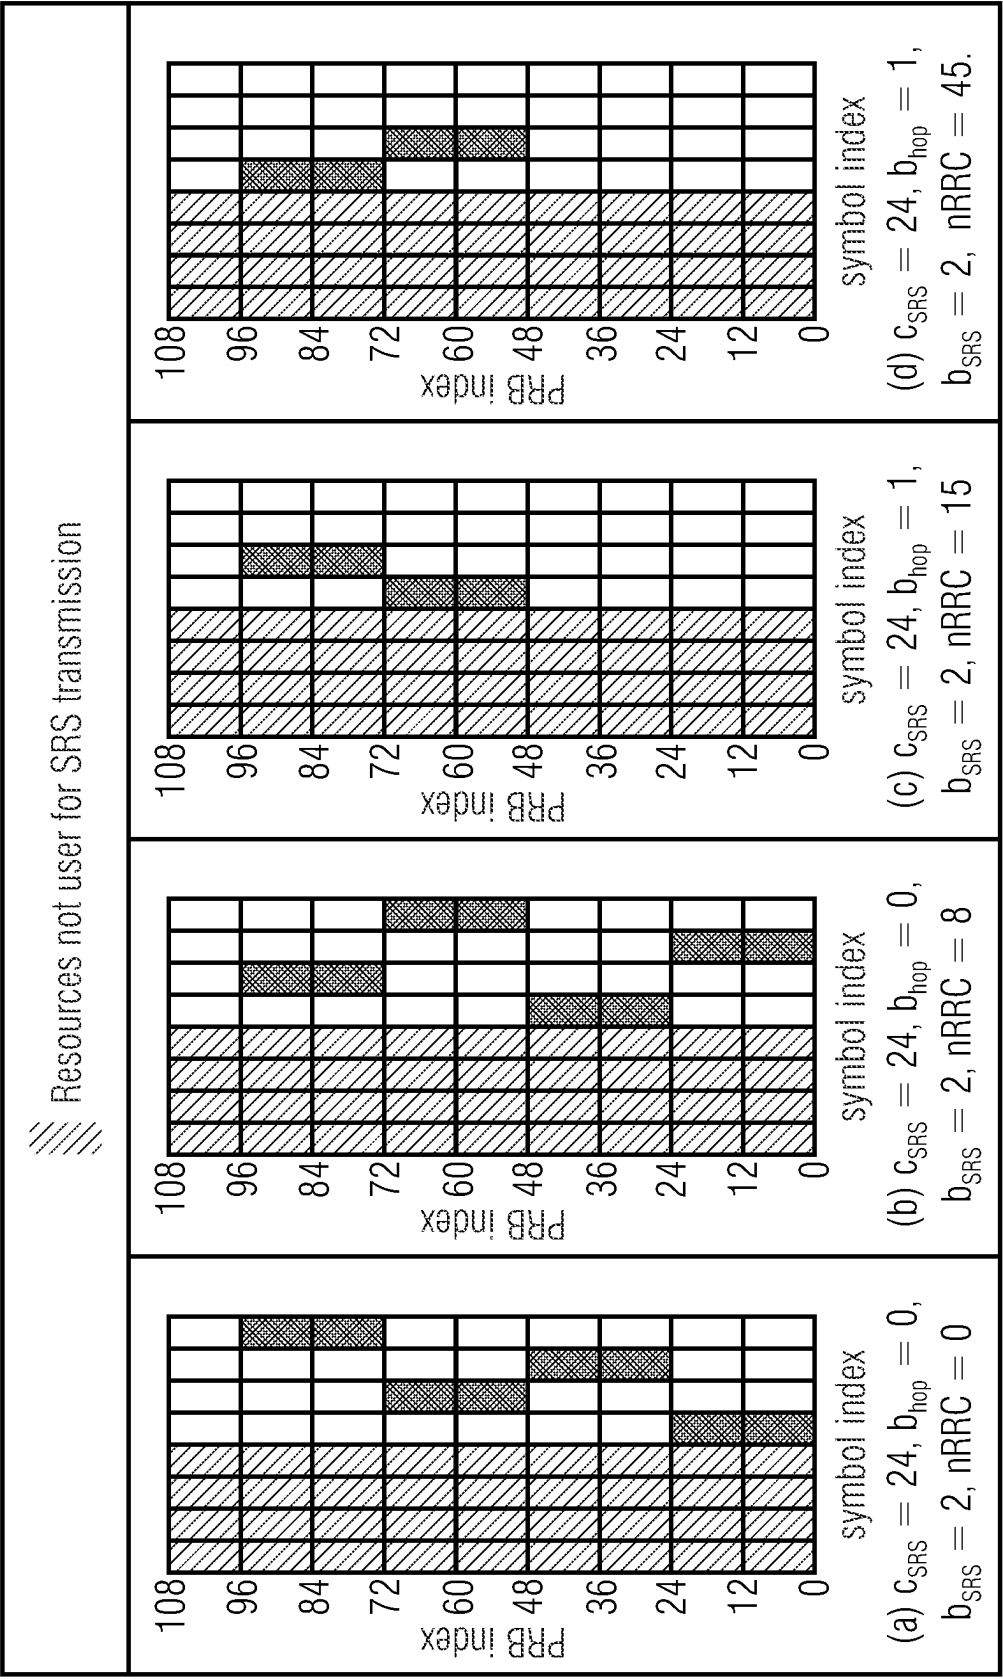 Resources not user for SRS transmission
PRB index
108
96
84
72
60
48
36
24
12
0
symbol index
(a) cSRS = 24, bhop = 0,
bSRS = 2, nRRC = 0
PRB index
108
96
84
72
60
48
36
24
12
0
symbol index
(b) cSRS = 24, bhop = 0,
bSRS = 2, nRRC = 8
PRB index
108
96
84
72
60
48
36
24
12
0
symbol index
(c) cSRS = 24, bhop = 1,
bSRS = 2, nRRC = 15
PRB index
108
96
84
72
60
48
36
24
12
0
symbol index
(d) cSRS = 24, bhop = 1,
bSRS = 2, nRRC = 45.